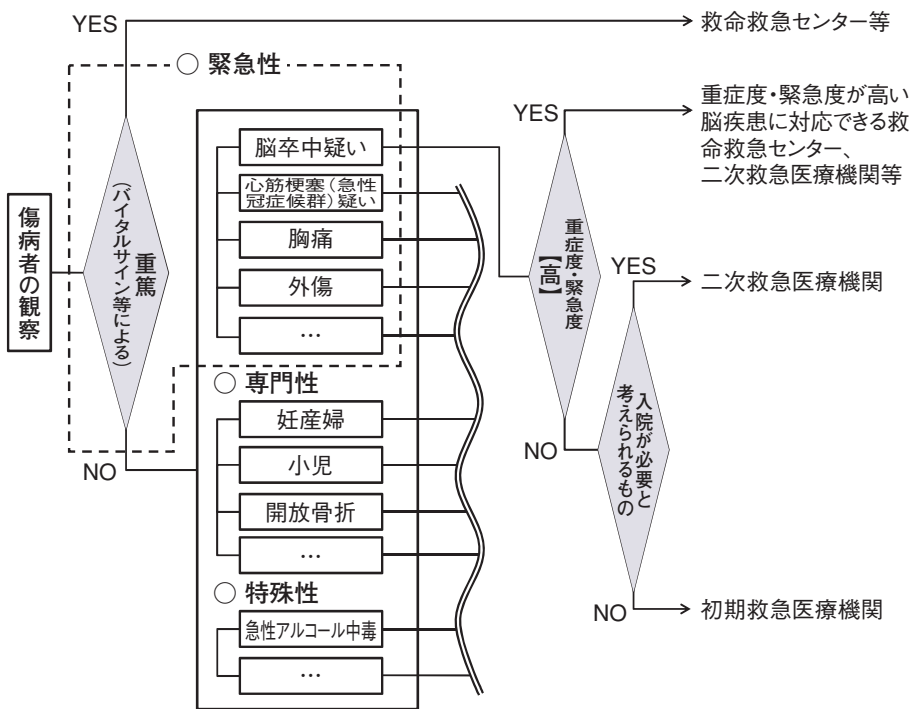 YES
救命救急センター等
○ 緊急性
YES
重症度・緊急度が高い
脳疾患に対応できる救
命救急センター、
二次救急医療機関等
脳卒中疑い
心筋梗塞（急性
冠症候群）疑い
胸痛
外傷
…
傷病者の観察
重篤
（バイタルサイン等による）
重症度・緊急度
【高】
YES
二次救急医療機関
○ 専門性
妊産婦
小児
開放骨折
…
NO
NO
入院が必要と
考えられるもの
○ 特殊性
急性アルコール中毒
…
NO
初期救急医療機関